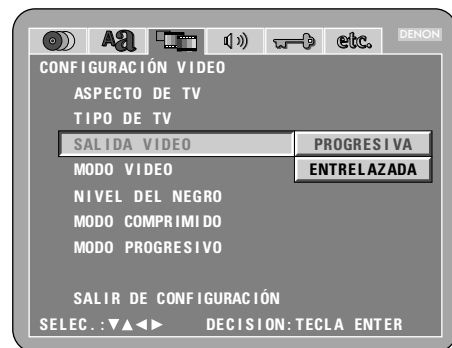 Aa etc. DENON
CONFIGURACIÓN VIDEO
ASPECTO DE TV
TIPO DE TV
SALIDA VIDEO PROGRESIVA
MODO VIDEO ENTRELAZADA
NIVEL DEL NEGRO
MODO COMPRIMIDO
MODO PROGRESIVO
SALIR DE CONFIGURACIÓN
SELEC.:▼▲◄► DECISION:TECLA ENTER